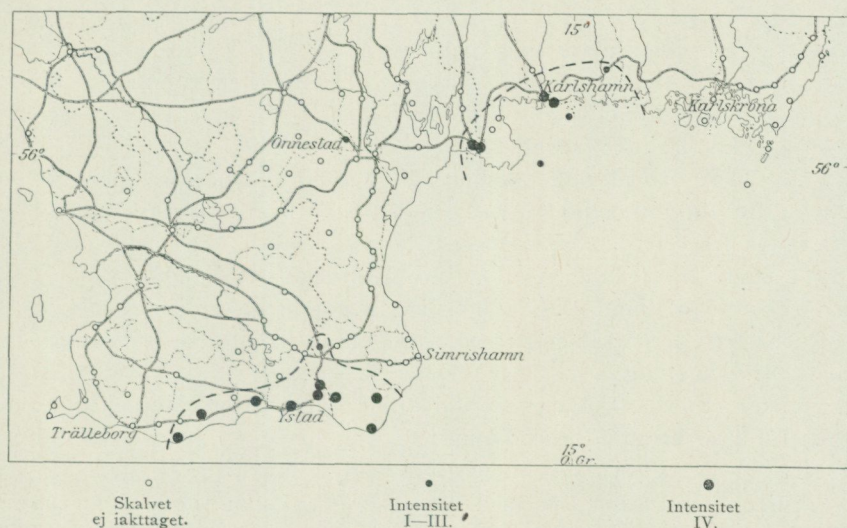 15°
Karlshamn
Karlskrona
Önnestad
56°
56°
Simrishamn
Ystad
Trälleborg
15°
Ö. Gr.
Skalvet
ej iakttaget.
Intensitet
I—III.
Intensitet
IV.